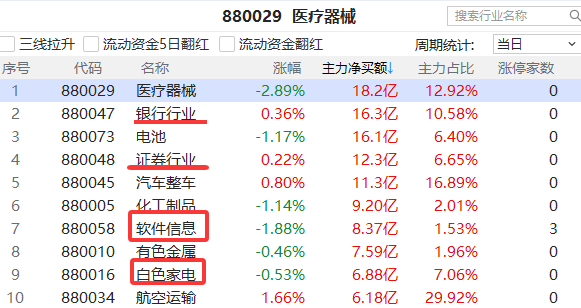 880029 医疗器械 搜索行业名称
三线拉升 流动资金5日翻红 流动资金翻红 周期统计: 当日
序号 代码 名称 涨幅 主力净买额↓ 主力占比 涨停家数
1 880029 医疗器械 -2.89% 18.2亿 12.92% 0
2 880047 银行行业 0.36% 16.3亿 10.58% 0
3 880073 电池 -1.17% 16.1亿 6.40% 0
4 880048 证券行业 0.22% 12.3亿 6.65% 0
5 880045 汽车整车 0.80% 11.3亿 16.89% 0
6 880005 化工制品 -1.14% 9.20亿 2.01% 0
7 880058 软件信息 -1.88% 8.37亿 1.53% 3
8 880010 有色金属 -0.46% 7.59亿 1.96% 0
9 880016 白色家电 -0.53% 6.88亿 7.06% 0
10 880034 航空运输 1.66% 6.18亿 29.92% 0